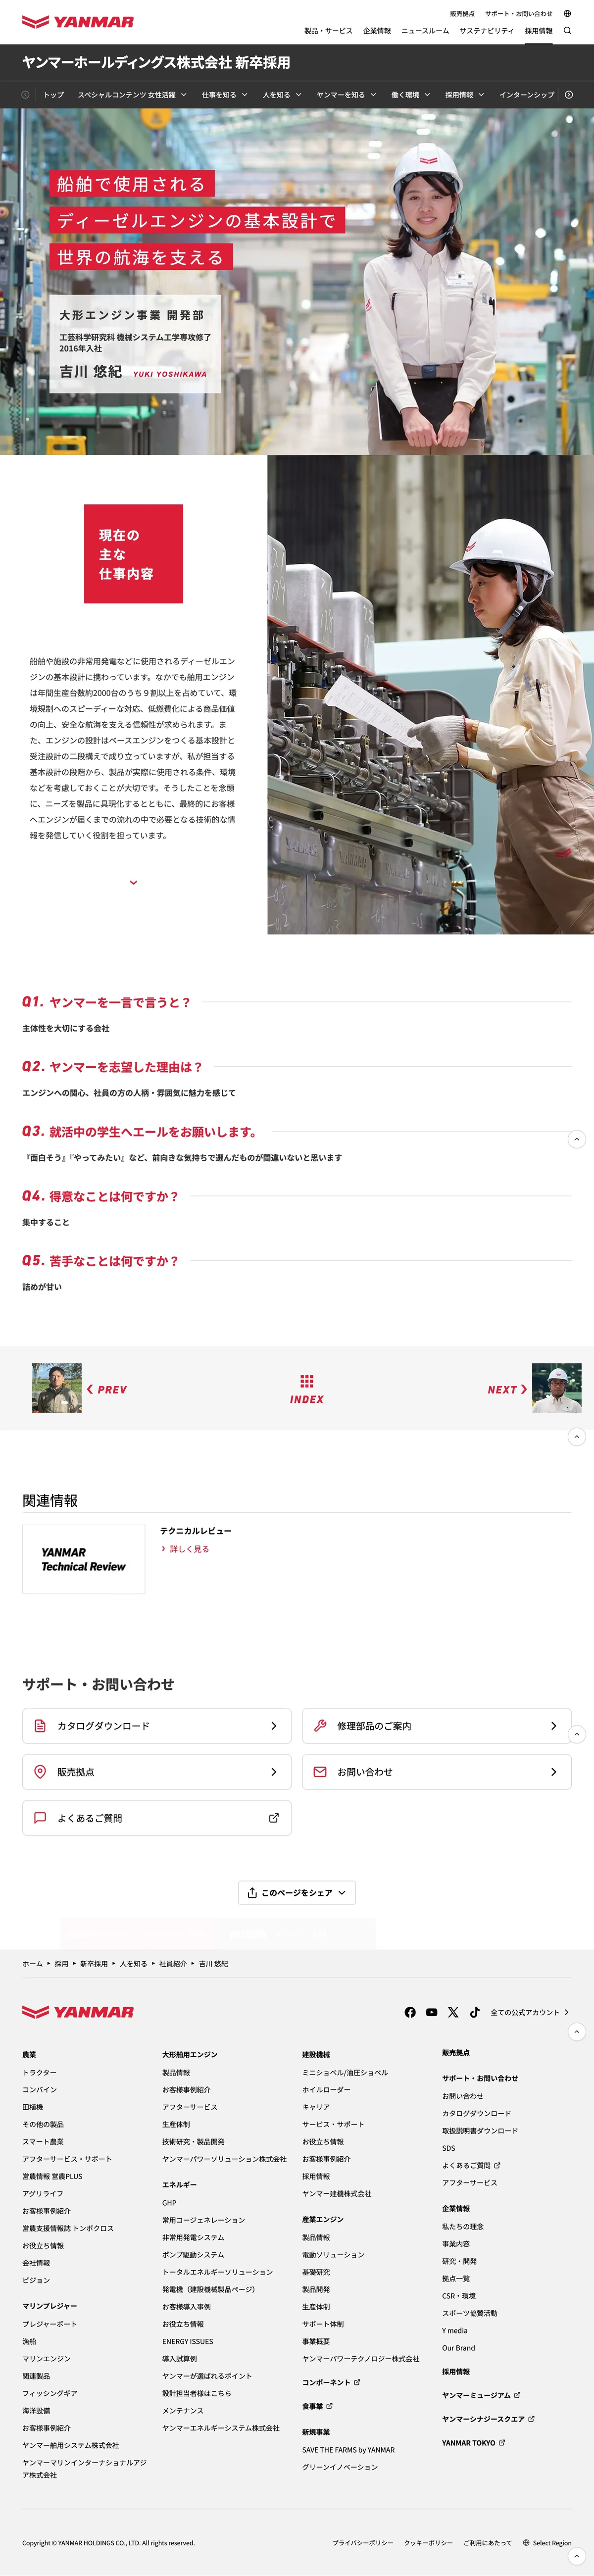 YANMAR
販売拠点
サポート・お問い合わせ
製品・サービス
企業情報
ニュースルーム
サステナビリティ
採用情報
ヤンマーホールディングス株式会社 新卒採用
トップ
スペシャルコンテンツ 女性活躍
仕事を知る
人を知る
ヤンマーを知る
働く環境
採用情報
インターンシップ
船舶で使用される
ディーゼルエンジンの基本設計で
世界の航海を支える
大形エンジン事業 開発部
工芸科学研究科 機械システム工学専攻修了
2016年入社
吉川 悠紀 YUKI YOSHIKAWA
現在の
主な
仕事内容
船舶や施設の非常用発電などに使用されるディーゼルエン
ジンの基本設計に携わっています。なかでも舶用エンジン
は年間生産台数約2000台のうち９割以上を占めていて、環
境規制へのスピーディーな対応、低燃費化による商品価値
の向上、安全な航海を支える信頼性が求められます。ま
た、エンジンの設計はベースエンジンをつくる基本設計と
受注設計の二段構えで成り立っていますが、私が担当する
基本設計の段階から、製品が実際に使用される条件、環境
などを考慮しておくことが大切です。そうしたことを念頭
に、ニーズを製品に具現化するとともに、最終的にお客様
へエンジンが届くまでの流れの中で必要となる技術的な情
報を発信していく役割を担っています。
Q1. ヤンマーを一言で言うと？
主体性を大切にする会社
Q2. ヤンマーを志望した理由は？
エンジンへの関心、社員の方の人柄・雰囲気に魅力を感じて
Q3. 就活中の学生へエールをお願いします。
『面白そう』『やってみたい』など、前向きな気持ちで選んだものが間違いないと思います
Q4. 得意なことは何ですか？
集中すること
Q5. 苦手なことは何ですか？
詰めが甘い
PREV
INDEX
NEXT
関連情報
YANMAR
Technical Review
テクニカルレビュー
詳しく見る
サポート・お問い合わせ
カタログダウンロード
修理部品のご案内
販売拠点
お問い合わせ
よくあるご質問
このページをシェア
ホーム ▸ 採用 ▸ 新卒採用 ▸ 人を知る ▸ 社員紹介 ▸ 吉川 悠紀
YANMAR
全ての公式アカウント
農業
トラクター
コンバイン
田植機
その他の製品
スマート農業
アフターサービス・サポート
営農情報 営農PLUS
アグリライフ
お客様事例紹介
営農支援情報誌 トンボクロス
お役立ち情報
会社情報
ビジョン
マリンプレジャー
プレジャーボート
漁船
マリンエンジン
関連製品
フィッシングギア
海洋設備
お客様事例紹介
ヤンマー舶用システム株式会社
ヤンマーマリンインターナショナルアジ
ア株式会社
大形舶用エンジン
製品情報
お客様事例紹介
アフターサービス
生産体制
技術研究・製品開発
ヤンマーパワーソリューション株式会社
エネルギー
GHP
常用コージェネレーション
非常用発電システム
ポンプ駆動システム
トータルエネルギーソリューション
発電機（建設機械製品ページ）
お客様導入事例
お役立ち情報
ENERGY ISSUES
導入試算例
ヤンマーが選ばれるポイント
設計担当者様はこちら
メンテナンス
ヤンマーエネルギーシステム株式会社
建設機械
ミニショベル/油圧ショベル
ホイルローダー
キャリア
サービス・サポート
お役立ち情報
お客様事例紹介
採用情報
ヤンマー建機株式会社
産業エンジン
製品情報
電動ソリューション
基礎研究
製品開発
生産体制
サポート体制
事業概要
ヤンマーパワーテクノロジー株式会社
コンポーネント
食事業
新規事業
SAVE THE FARMS by YANMAR
グリーンイノベーション
販売拠点
サポート・お問い合わせ
お問い合わせ
カタログダウンロード
取扱説明書ダウンロード
SDS
よくあるご質問
アフターサービス
企業情報
私たちの理念
事業内容
研究・開発
拠点一覧
CSR・環境
スポーツ協賛活動
Y media
Our Brand
採用情報
ヤンマーミュージアム
ヤンマーシナジースクエア
YANMAR TOKYO
Copyright © YANMAR HOLDINGS CO., LTD. All rights reserved.
プライバシーポリシー
クッキーポリシー
ご利用にあたって
Select Region